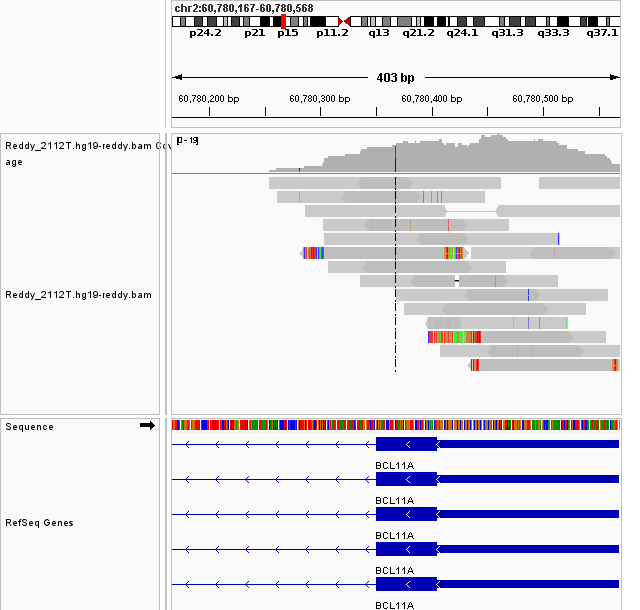 chr2:60,780,167-60,780,568
p24.2 p21 p15 p11.2 q13 q21.2 q24.1 q31.3 q33.3 q37.1
403 bp
60,780,200 bp 60,780,300 bp 60,780,400 bp 60,780,500 bp
Reddy_2112T.hg19-reddy.bam Cov
age
[0 - 19]
Reddy_2112T.hg19-reddy.bam
Sequence
BCL11A
BCL11A
RefSeq Genes
BCL11A
BCL11A
BCL11A